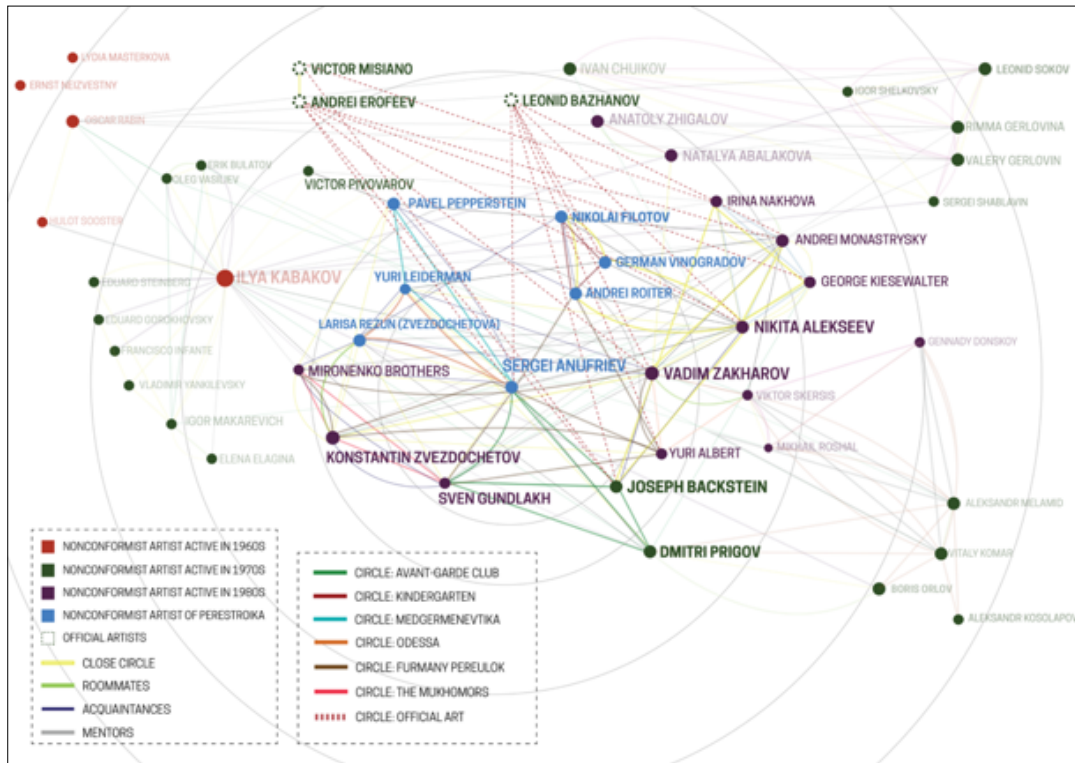 LYDIA MASTERKOVA
ERNST NEIZVESTNY
OSCAR RABIN
VICTOR MISIANO
ANDREI EROFEEV
LEONID BAZHANOV
IVAN CHUIKOV
ANATOLY ZHIGALOV
NATALYA ABALAKOVA
LEONID SOKOV
IGOR SHELKOVSKY
RIMMA GERLOVINA
VALERY GERLOVIN
SERGEI SHABLAVIN
ERIK BULATOV
OLEG VASILIEV
VICTOR PIVOVAROV
PAVEL PEPPERSTEIN
NIKOLAI FILOTOV
IRINA NAKHOVA
HULOT SOOSTER
ANDREI MONASTRYSKY
GERMAN VINOGRADOV
ILYA KABAKOV
YURI LEIDERMAN
ANDREI ROITER
GEORGE KIESEWALTER
EDUARD STEINBERG
EDUARD GOROKHOVSKY
LARISA REZUN (ZVEZDOCHETOVA)
NIKITA ALEKSEEV
FRANCISCO INFANTE
GENNADY DONSKOY
MIRONENKO BROTHERS
SERGEI ANUFRIEV
VADIM ZAKHAROV
VLADIMIR YANKILEVSKY
VIKTOR SKERSIS
IGOR MAKAREVICH
KONSTANTIN ZVEZDOCHETOV
YURI ALBERT
MIKHAIL ROSHAL
ELENA ELAGINA
SVEN GUNDLAKH
JOSEPH BACKSTEIN
ALEKSANDR MELAMID
DMITRI PRIGOV
VITALY KOMAR
BORIS ORLOV
ALEKSANDR KOSOLAPOV
NONCONFORMIST ARTIST ACTIVE IN 1960S
NONCONFORMIST ARTIST ACTIVE IN 1970S
NONCONFORMIST ARTIST ACTIVE IN 1980S
NONCONFORMIST ARTIST OF PERESTROIKA
OFFICIAL ARTISTS
CLOSE CIRCLE
ROOMMATES
ACQUAINTANCES
MENTORS
CIRCLE: AVANT-GARDE CLUB
CIRCLE: KINDERGARTEN
CIRCLE: MEDGERMENEVTIKA
CIRCLE: ODESSA
CIRCLE: FURMANY PEREULOK
CIRCLE: THE MUKHOMORS
CIRCLE: OFFICIAL ART